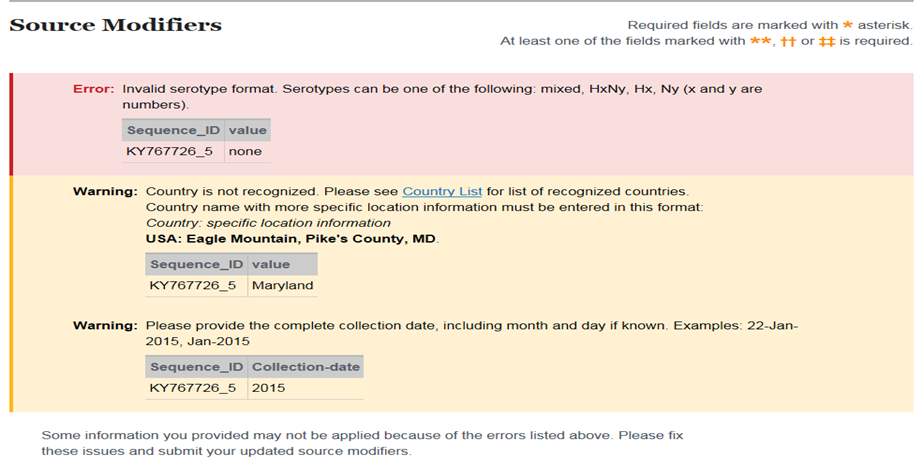 Source Modifiers
Required fields are marked with * asterisk.
At least one of the fields marked with **, †† or ‡‡ is required.
Error: Invalid serotype format. Serotypes can be one of the following: mixed, HxNy, Hx, Ny (x and y are
numbers).
Sequence_ID value
KY767726_5 none
Warning: Country is not recognized. Please see Country List for list of recognized countries.
Country name with more specific location information must be entered in this format:
Country: specific location information
USA: Eagle Mountain, Pike's County, MD.
Sequence_ID value
KY767726_5 Maryland
Warning: Please provide the complete collection date, including month and day if known. Examples: 22-Jan-
2015, Jan-2015
Sequence_ID Collection-date
KY767726_5 2015
Some information you provided may not be applied because of the errors listed above. Please fix
these issues and submit your updated source modifiers.